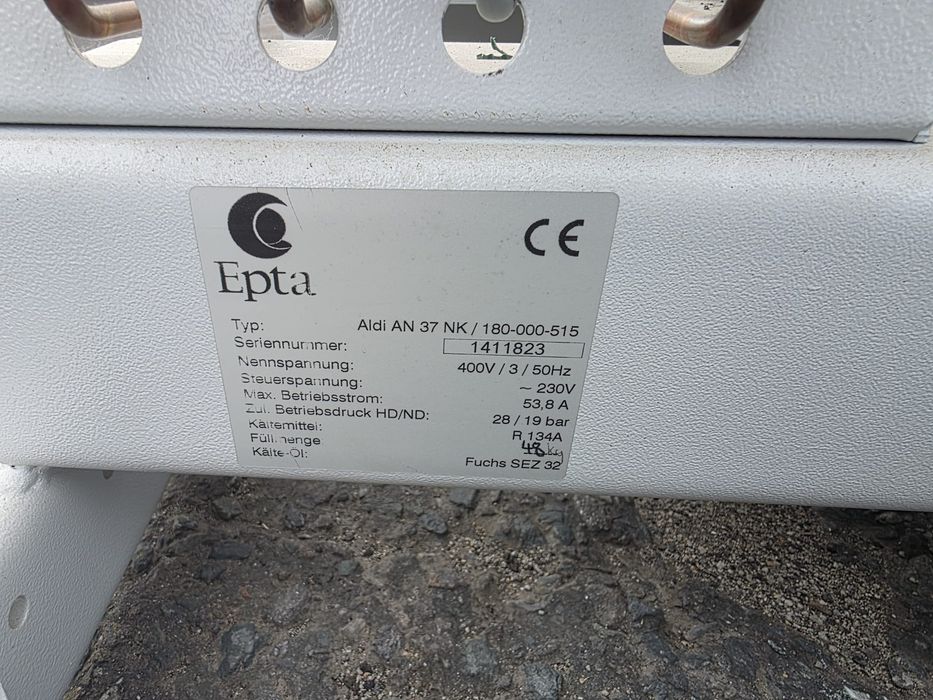 Epta
CE
Typ: Aldi AN 37 NK / 180-000-515
Seriennummer: 1411823
Nennspannung: 400V / 3 / 50Hz
Steuerspannung: ~ 230V
Max. Betriebsstrom: 53,8 A
Zul. Betriebsdruck HD/ND: 28 / 19 bar
Kältemittel: R 134A
Füllmenge: 48 kg
Kälte-Öl: Fuchs SEZ 32